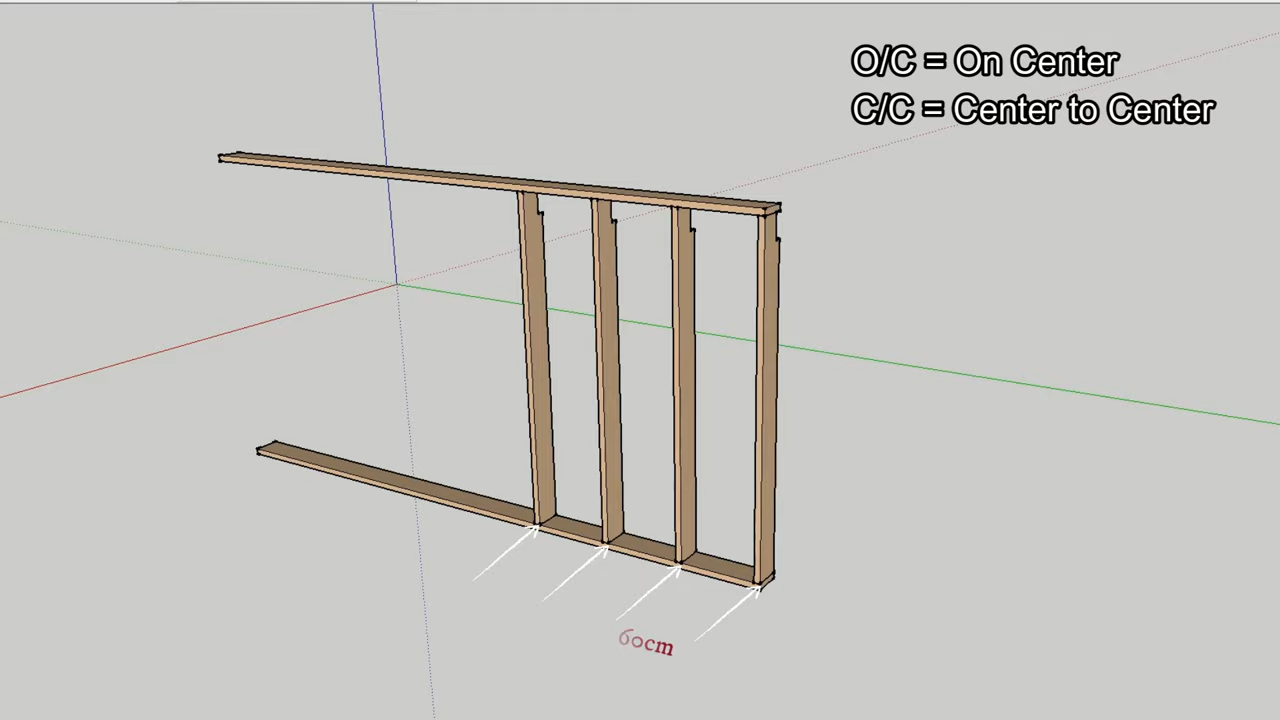 O/C = On Center
C/C = Center to Center
60cm